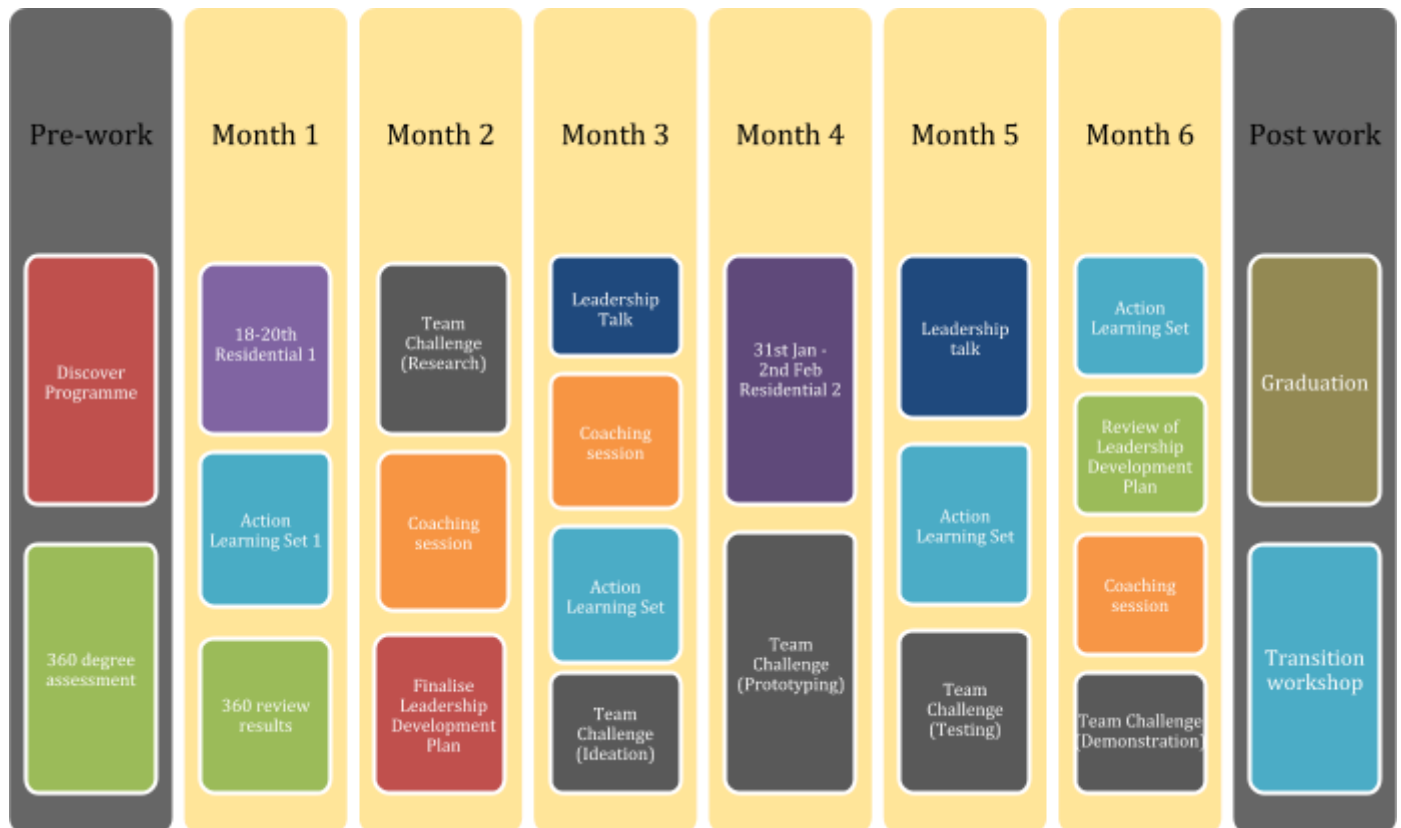 Pre-work
Discover
Programme
360 degree
assessment
Month 1
18-20th
Residential 1
Action
Learning Set 1
360 review
results
Month 2
Team
Challenge
(Research)
Coaching
session
Finalise
Leadership
Development
Plan
Month 3
Leadership
Talk
Coaching
session
Action
Learning Set
Team
Challenge
(Ideation)
Month 4
31st Jan -
2nd Feb
Residential 2
Team
Challenge
(Prototyping)
Month 5
Leadership
talk
Action
Learning Set
Team
Challenge
(Testing)
Month 6
Action
Learning Set
Review of
Leadership
Development
Plan
Coaching
session
Team Challenge
(Demonstration)
Post work
Graduation
Transition
workshop